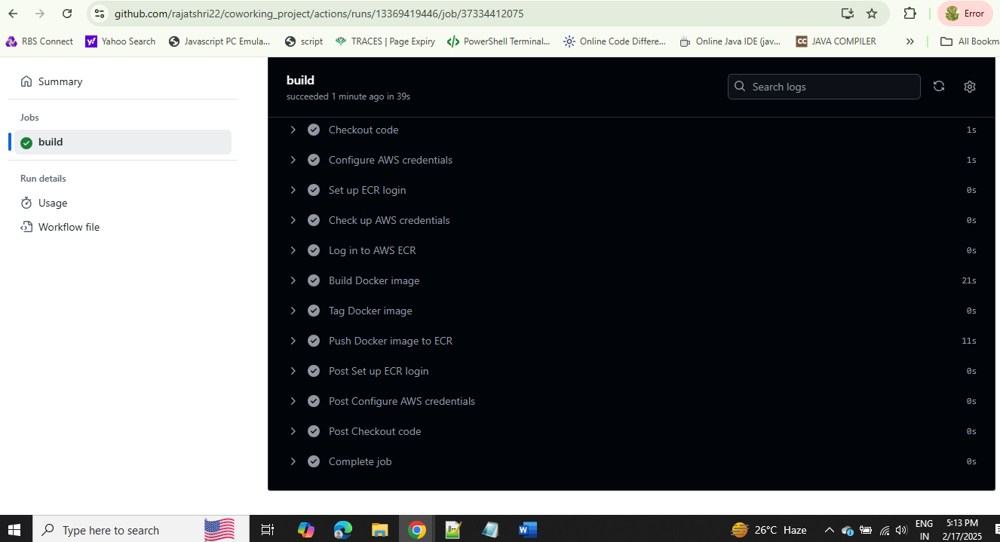 github.com/rajatshri22/coworking_project/actions/runs/13369419446/job/37334412075
Error
RBS Connect
y!
Yahoo Search
Javascript PC Emula...
script
TRACES | Page Expiry
PowerShell Terminal...
Online Code Differe...
Online Java IDE (jav...
CC
JAVA COMPILER
»
All Bookm
Summary
Jobs
build
Run details
Usage
Workflow file
build
succeeded 1 minute ago in 39s
Search logs
Checkout code 1s
Configure AWS credentials 1s
Set up ECR login 0s
Check up AWS credentials 0s
Log in to AWS ECR 0s
Build Docker image 21s
Tag Docker image 0s
Push Docker image to ECR 11s
Post Set up ECR login 0s
Post Configure AWS credentials 0s
Post Checkout code 0s
Complete job 0s
Type here to search
W
26°C Haze
ENG
IN
5:13 PM
2/17/2025